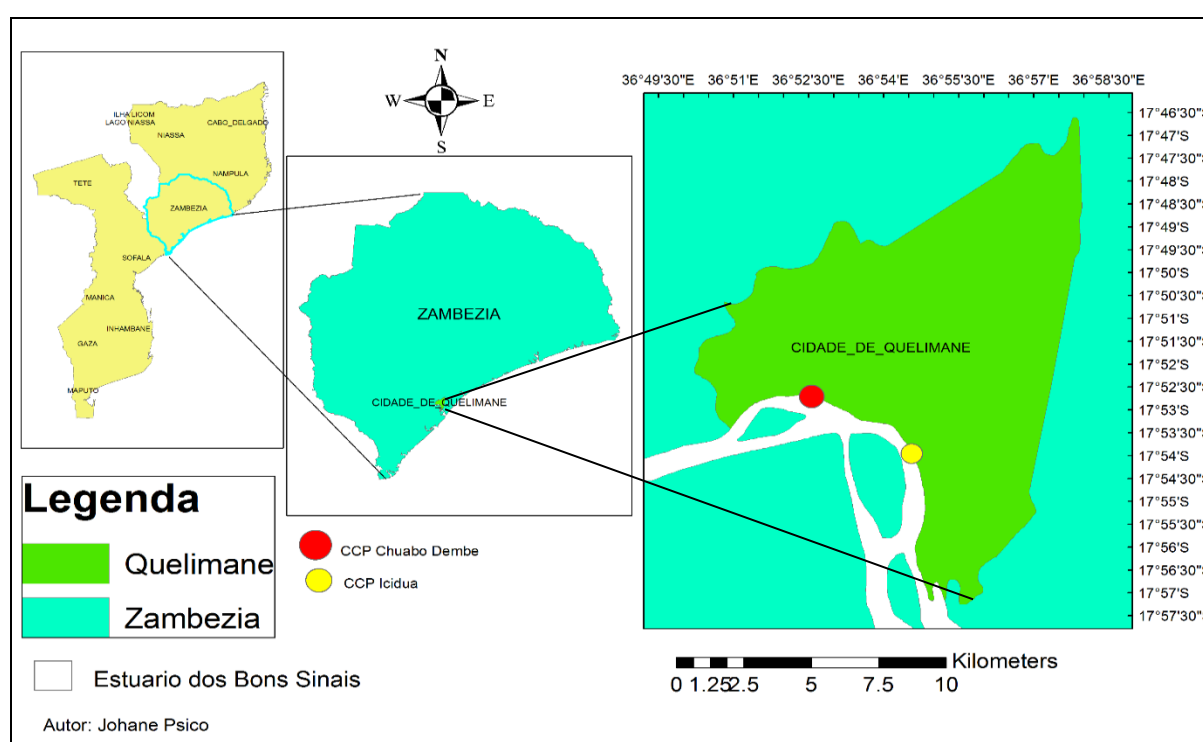 N
W E
S
ILHA LICOM
LAGO NIASSA
CABO_DELGADO
NIASSA
NAMPULA
TETE
ZAMBEZIA
SOFALA
MANICA
INHAMBANE
GAZA
MAPUTO
ZAMBEZIA
CIDADE_DE_QUELIMANE
36°49'30"E 36°51'E 36°52'30"E 36°54'E 36°55'30"E 36°57'E 36°58'30"E
17°46'30"S
17°47'S
17°47'30"S
17°48'S
17°48'30"S
17°49'S
17°49'30"S
17°50'S
17°50'30"S
17°51'S
17°51'30"S
17°52'S
17°52'30"S
17°53'S
17°53'30"S
17°54'S
17°54'30"S
17°55'S
17°55'30"S
17°56'S
17°56'30"S
17°57'S
17°57'30"S
CIDADE_DE_QUELIMANE
Legenda
Quelimane
Zambezia
Estuario dos Bons Sinais
CCP Chuabo Dembe
CCP Icidua
Kilometers
0 1.25 2.5 5 7.5 10
Autor: Johane Psico